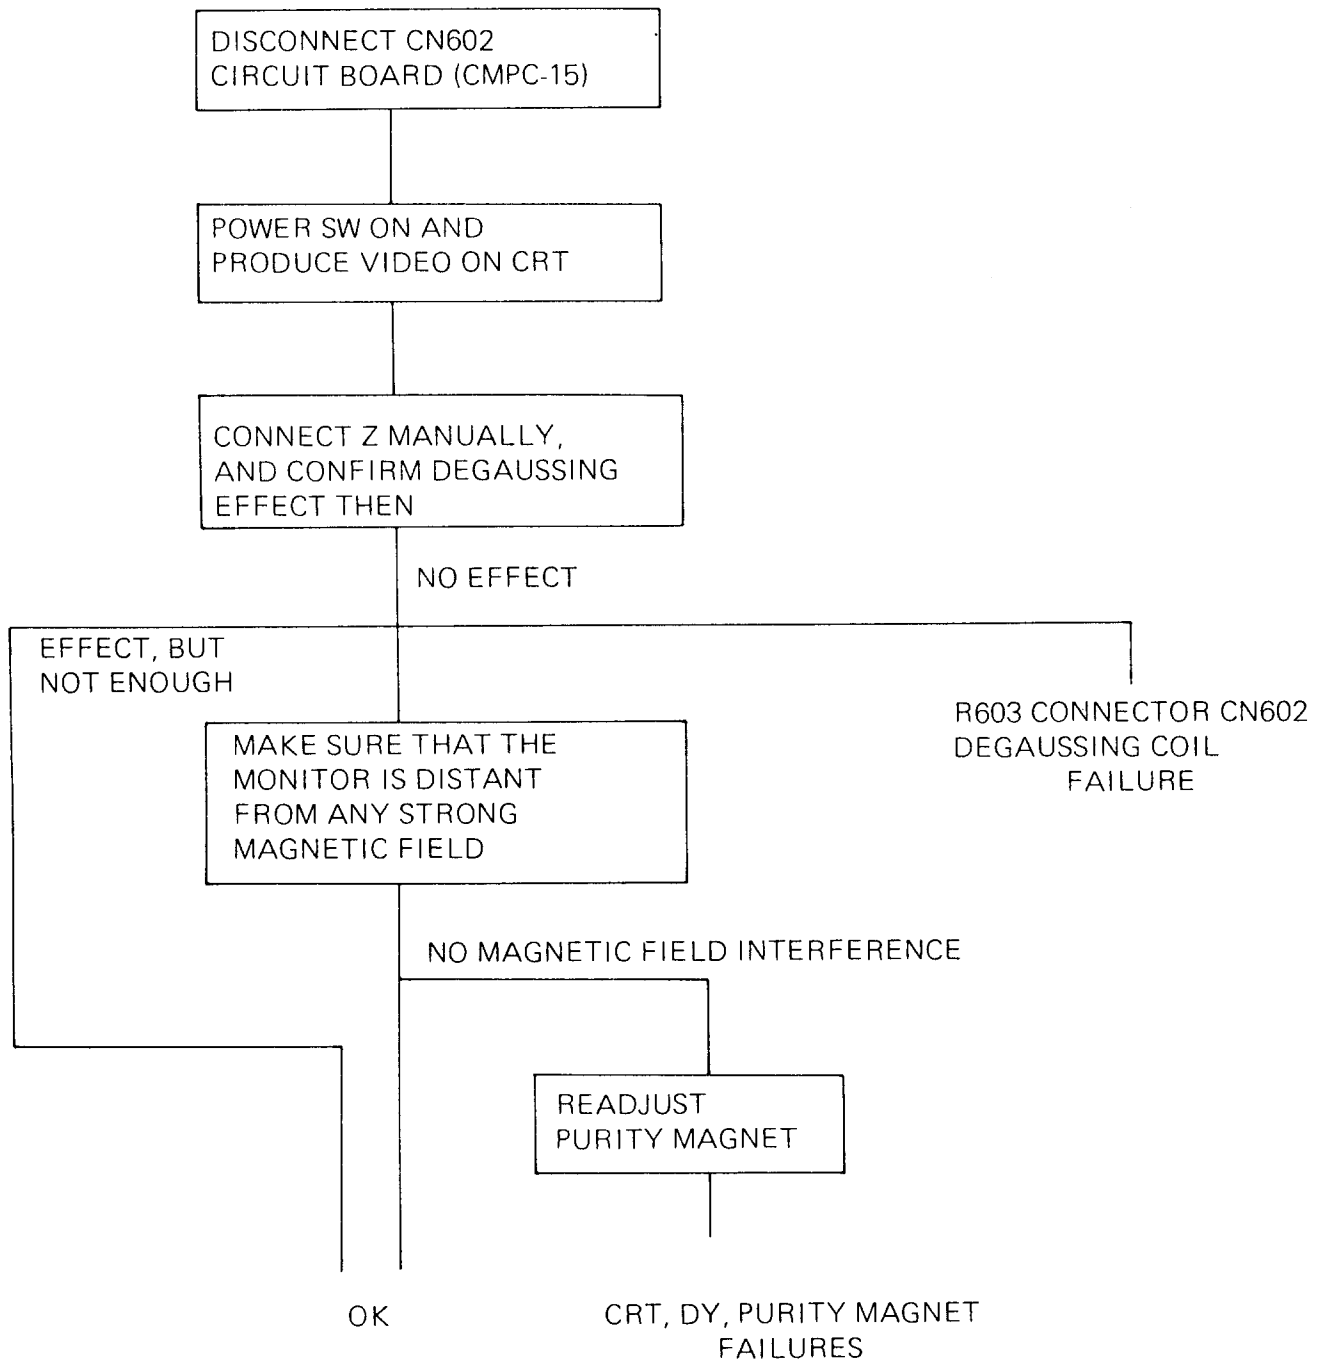 DISCONNECT CN602
CIRCUIT BOARD (CMPC-15)
POWER SW ON AND
PRODUCE VIDEO ON CRT
CONNECT Z MANUALLY,
AND CONFIRM DEGAUSSING
EFFECT THEN
NO EFFECT
EFFECT, BUT
NOT ENOUGH
R603 CONNECTOR CN602
DEGAUSSING COIL
FAILURE
MAKE SURE THAT THE
MONITOR IS DISTANT
FROM ANY STRONG
MAGNETIC FIELD
NO MAGNETIC FIELD INTERFERENCE
READJUST
PURITY MAGNET
OK
CRT, DY, PURITY MAGNET
FAILURES